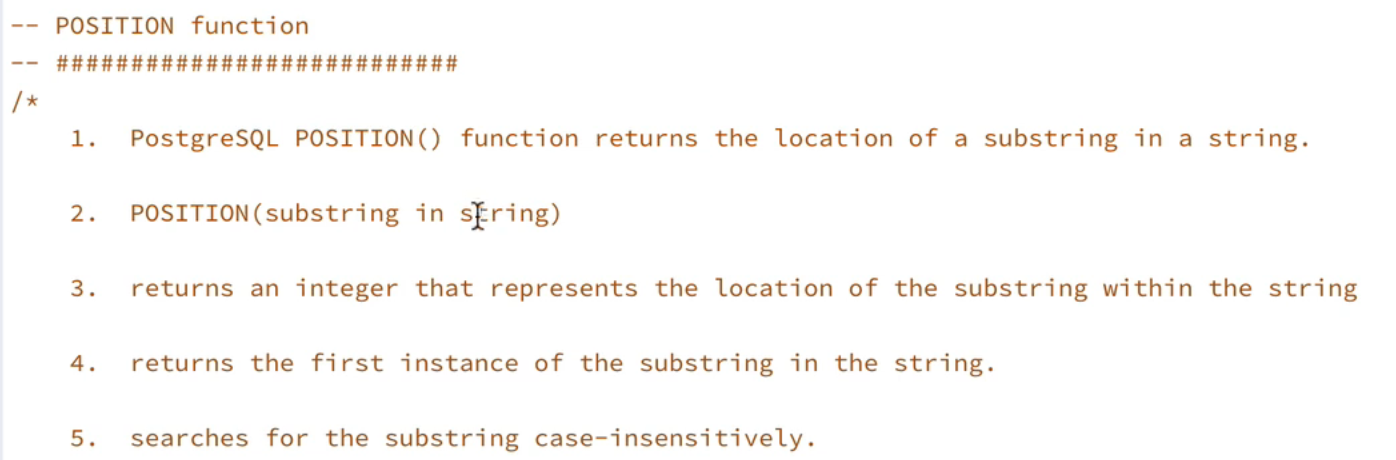 -- POSITION function
-- ###########################
/*
1. PostgreSQL POSITION() function returns the location of a substring in a string.
2. POSITION(substring in string)
3. returns an integer that represents the location of the substring within the string
4. returns the first instance of the substring in the string.
5. searches for the substring case-insensitively.